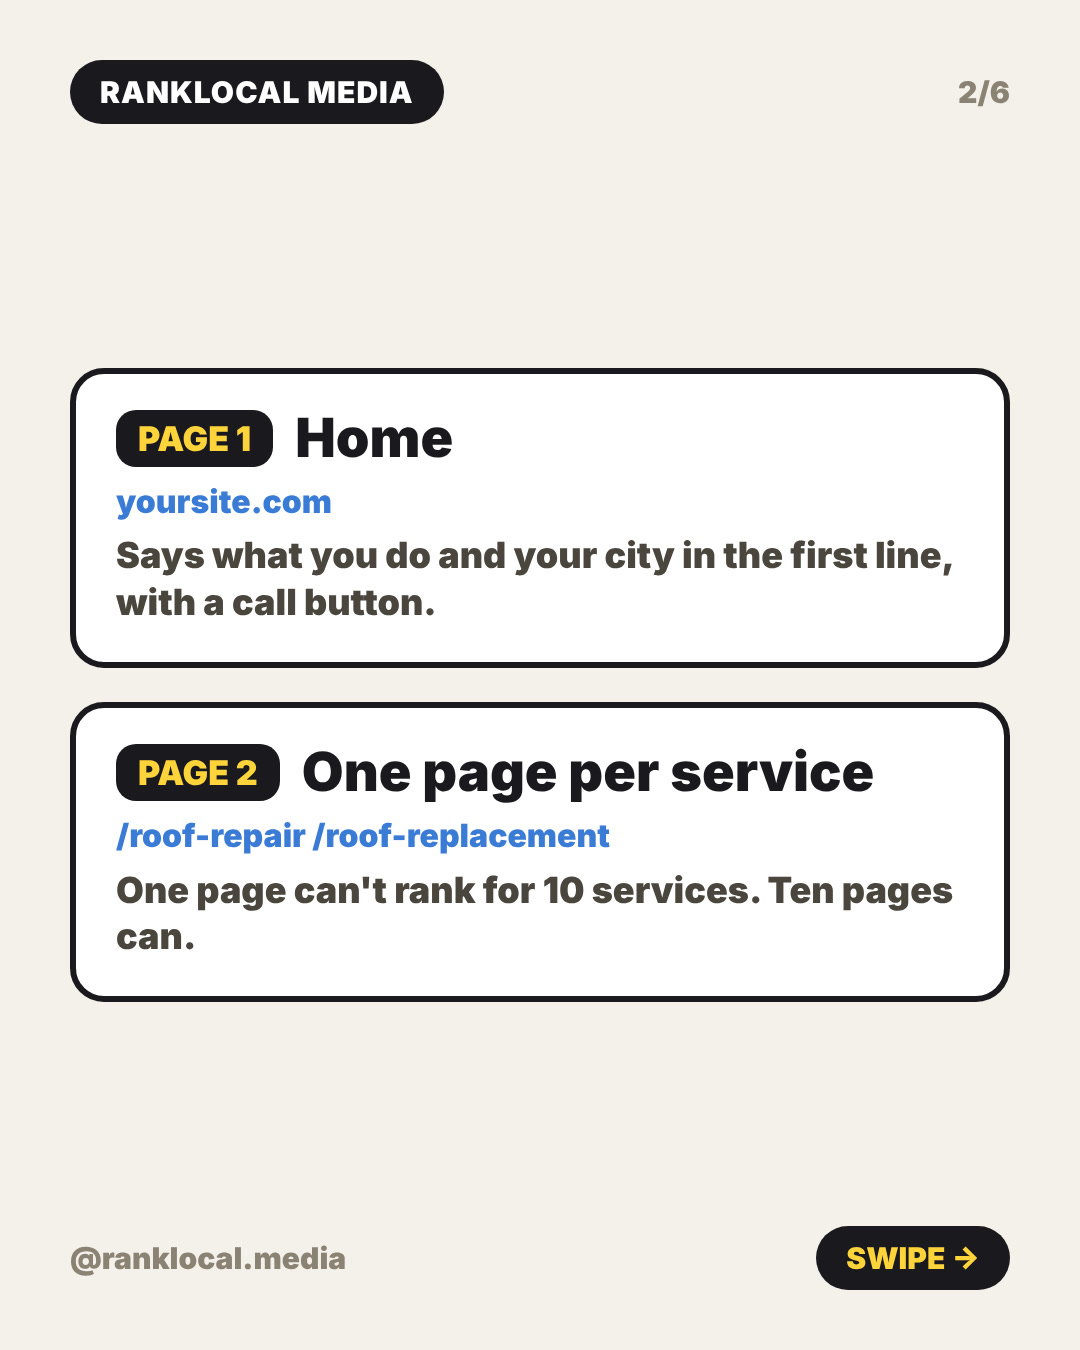 RANKLOCAL MEDIA
2/6
PAGE 1 Home
yoursite.com
Says what you do and your city in the first line,
with a call button.
PAGE 2 One page per service
/roof-repair /roof-replacement
One page can't rank for 10 services. Ten pages
can.
@ranklocal.media
SWIPE →